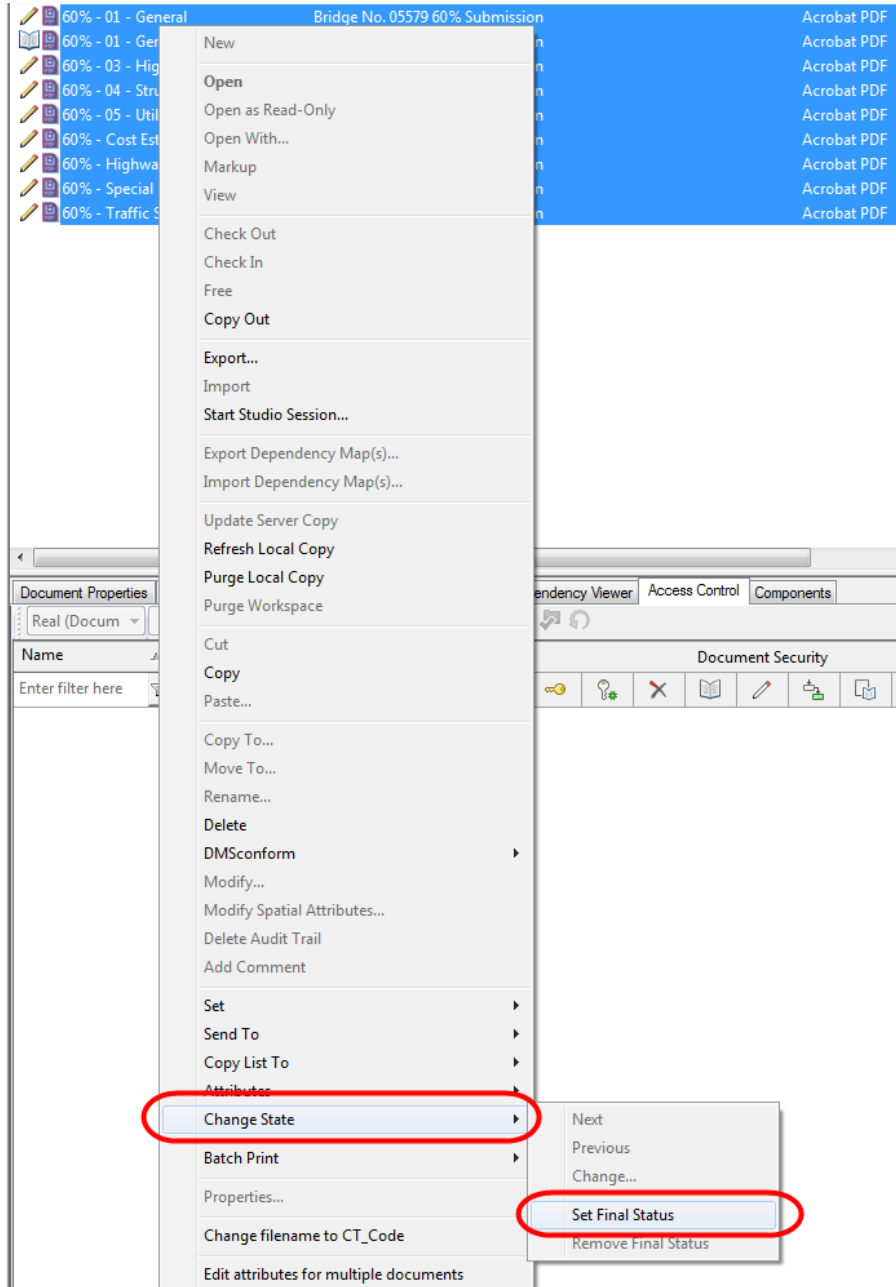 60% - 01 - General Bridge No. 05579 60% Submission Acrobat PDF
60% - 01 - Ger n Acrobat PDF
60% - 03 - Hig n Acrobat PDF
60% - 04 - Stru n Acrobat PDF
60% - 05 - Util n Acrobat PDF
60% - Cost Est n Acrobat PDF
60% - Highwa n Acrobat PDF
60% - Special n Acrobat PDF
60% - Traffic S n Acrobat PDF
New
Open
Open as Read-Only
Open With...
Markup
View
Check Out
Check In
Free
Copy Out
Export...
Import
Start Studio Session...
Export Dependency Map(s)...
Import Dependency Map(s)...
Update Server Copy
Refresh Local Copy
Purge Local Copy
Purge Workspace
Document Properties endency Viewer Access Control Components
Real (Docum
Cut
Name Document Security
Copy
Enter filter here
Paste...
Copy To...
Move To...
Rename...
Delete
DMSconform
Modify...
Modify Spatial Attributes...
Delete Audit Trail
Add Comment
Set
Send To
Copy List To
Attributes
Change State
Batch Print
Properties...
Change filename to CT_Code
Edit attributes for multiple documents
Next
Previous
Change...
Set Final Status
Remove Final Status